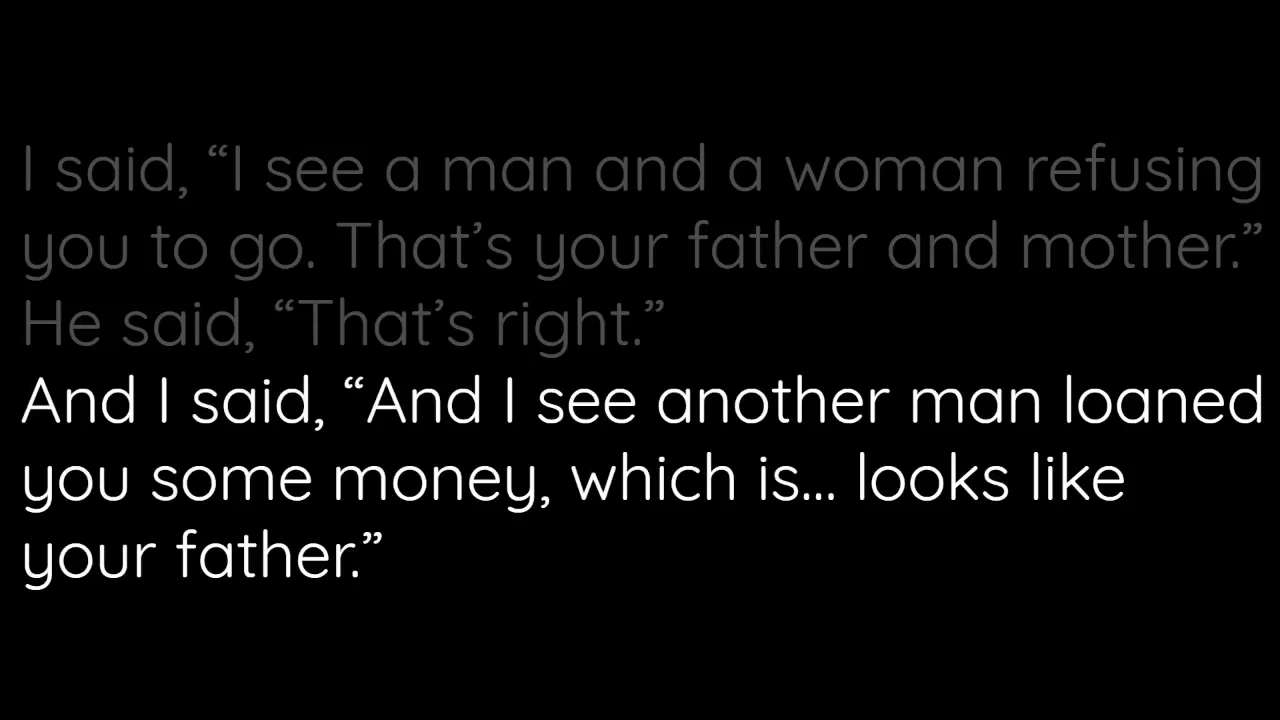 I said, “I see a man and a woman refusing
you to go. That’s your father and mother.”
He said, “That’s right.”
And I said, “And I see another man loaned
you some money, which is... looks like
your father.”